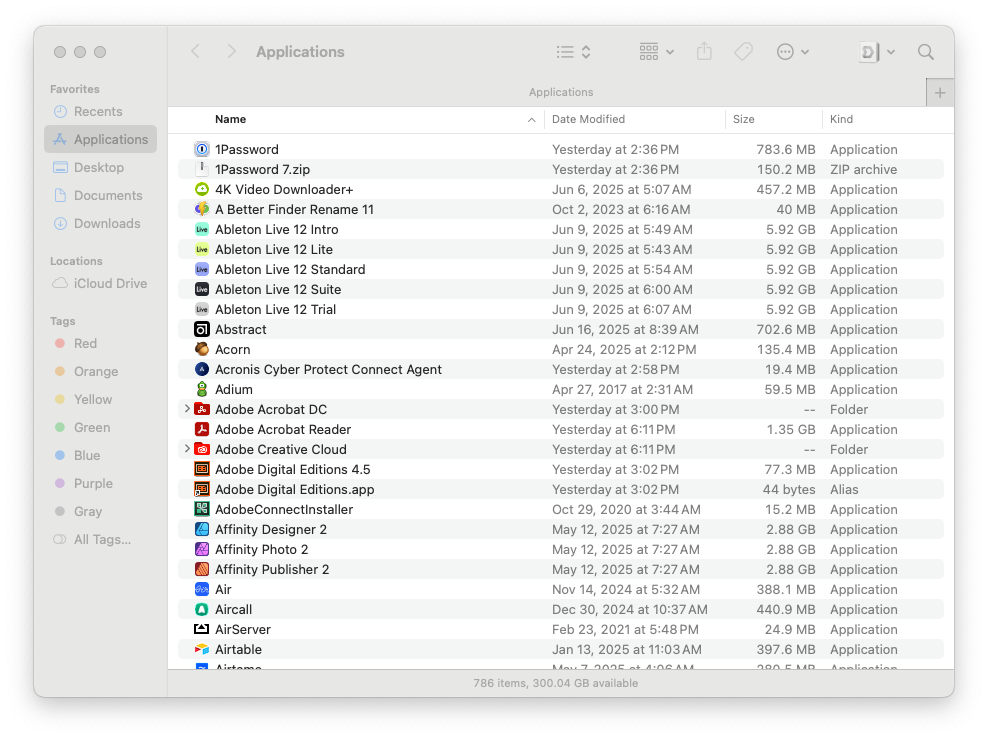 Applications
Favorites
Recents
Applications
Desktop
Documents
Downloads
Locations
iCloud Drive
Tags
Red
Orange
Yellow
Green
Blue
Purple
Gray
All Tags...
Applications
Name Date Modified Size Kind
1Password Yesterday at 2:36 PM 783.6 MB Application
1Password 7.zip Yesterday at 2:36 PM 150.2 MB ZIP archive
4K Video Downloader+ Jun 6, 2025 at 5:07 AM 457.2 MB Application
A Better Finder Rename 11 Oct 2, 2023 at 6:16 AM 40 MB Application
Live Ableton Live 12 Intro Jun 9, 2025 at 5:49 AM 5.92 GB Application
Live Ableton Live 12 Lite Jun 9, 2025 at 5:43 AM 5.92 GB Application
Live Ableton Live 12 Standard Jun 9, 2025 at 5:54 AM 5.92 GB Application
Live Ableton Live 12 Suite Jun 9, 2025 at 6:00 AM 5.92 GB Application
Live Ableton Live 12 Trial Jun 9, 2025 at 6:07 AM 5.92 GB Application
Abstract Jun 16, 2025 at 8:39 AM 702.6 MB Application
Acorn Apr 24, 2025 at 2:12 PM 135.4 MB Application
Acronis Cyber Protect Connect Agent Yesterday at 2:58 PM 19.4 MB Application
Adium Apr 27, 2017 at 2:31 AM 59.5 MB Application
Adobe Acrobat DC Yesterday at 3:00 PM -- Folder
Adobe Acrobat Reader Yesterday at 6:11 PM 1.35 GB Application
Adobe Creative Cloud Yesterday at 6:11 PM -- Folder
Adobe Digital Editions 4.5 Yesterday at 3:02 PM 77.3 MB Application
Adobe Digital Editions.app Yesterday at 3:02 PM 44 bytes Alias
AdobeConnectInstaller Oct 29, 2020 at 3:44 AM 15.2 MB Application
Affinity Designer 2 May 12, 2025 at 7:27 AM 2.88 GB Application
Affinity Photo 2 May 12, 2025 at 7:27 AM 2.88 GB Application
Affinity Publisher 2 May 12, 2025 at 7:27 AM 2.88 GB Application
Air Nov 14, 2024 at 5:32 AM 388.1 MB Application
Aircall Dec 30, 2024 at 10:37 AM 440.9 MB Application
AirServer Feb 23, 2021 at 5:48 PM 24.9 MB Application
Airtable Jan 13, 2025 at 11:03 AM 397.6 MB Application
Airtame May 7, 2025 at 4:06 AM 280.5 MB Application
786 items, 300.04 GB available